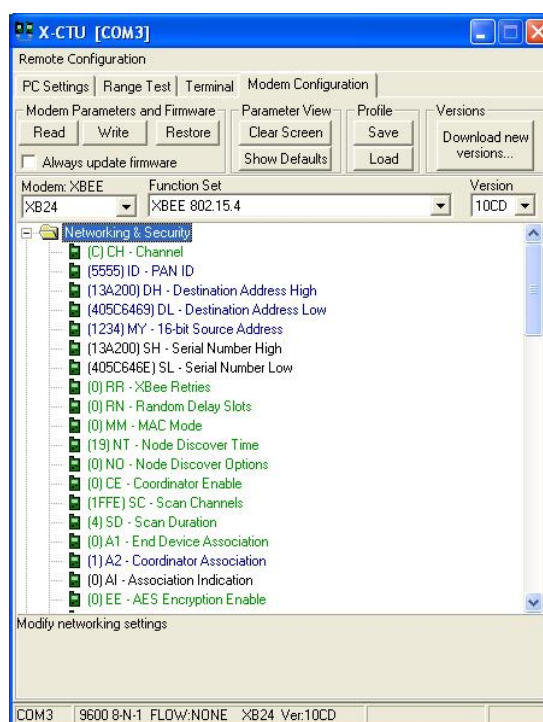 X-CTU [COM3]
Remote Configuration
PC Settings Range Test Terminal Modem Configuration
Modem Parameters and Firmware Parameter View Profile Versions
Read Write Restore Clear Screen Save Download new versions...
Always update firmware Show Defaults Load
Modem: XBEE Function Set Version
XB24 XBEE 802.15.4 10CD
Networking & Security
(C) CH - Channel
(5555) ID - PAN ID
(13A200) DH - Destination Address High
(405C6469) DL - Destination Address Low
(1234) MY - 16-bit Source Address
(13A200) SH - Serial Number High
(405C646E) SL - Serial Number Low
(0) RR - XBee Retries
(0) RN - Random Delay Slots
(0) MM - MAC Mode
(19) NT - Node Discover Time
(0) NO - Node Discover Options
(0) CE - Coordinator Enable
(1FFE) SC - Scan Channels
(4) SD - Scan Duration
(0) A1 - End Device Association
(1) A2 - Coordinator Association
(0) AI - Association Indication
(0) EE - AES Encryption Enable
Modify networking settings
COM3 9600 8-N-1 FLOW:NONE XB24 Ver:10CD